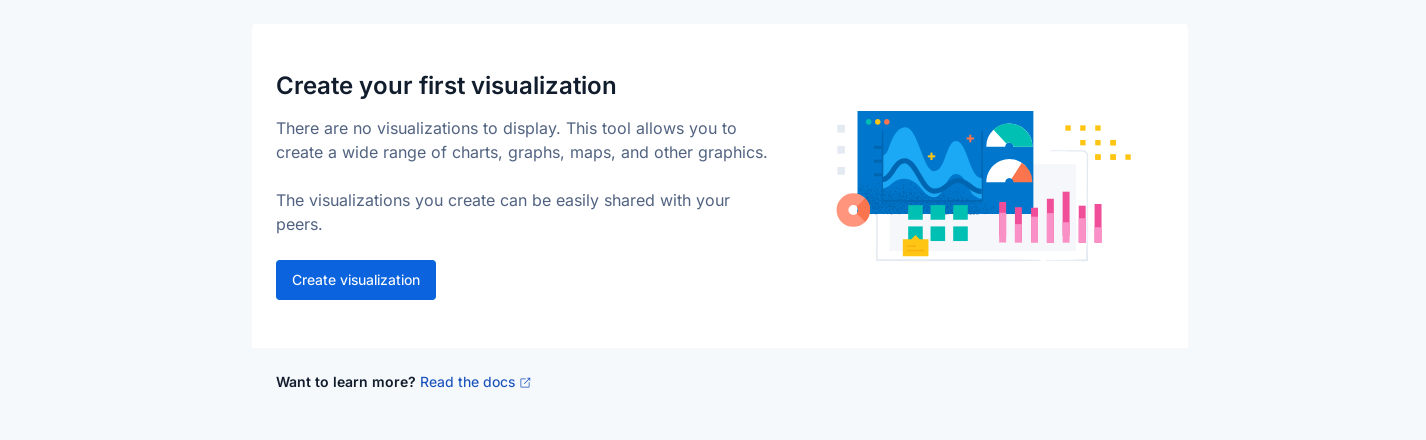 Create your first visualization
There are no visualizations to display. This tool allows you to
create a wide range of charts, graphs, maps, and other graphics.
The visualizations you create can be easily shared with your
peers.
Create visualization
Want to learn more? Read the docs